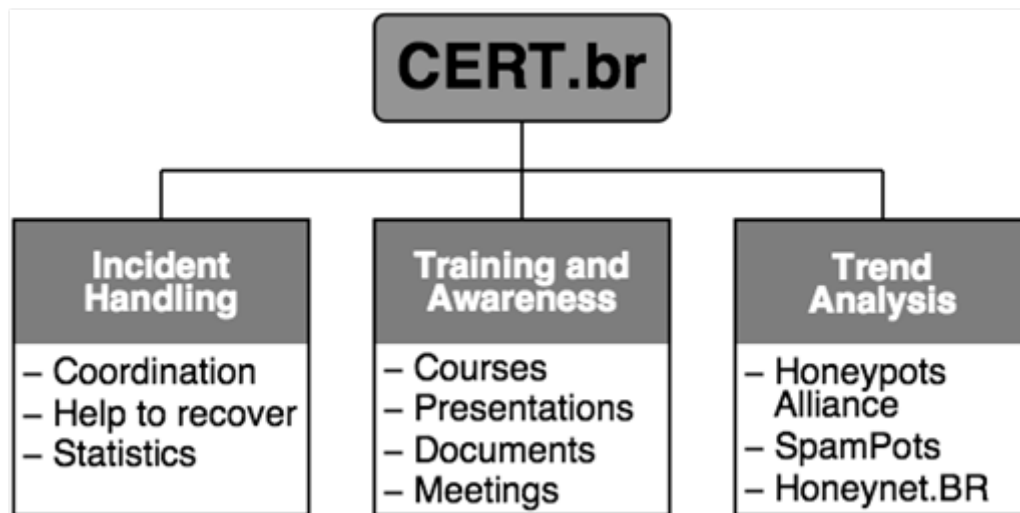 CERT.br
Incident
Handling
– Coordination
– Help to recover
– Statistics
Training and
Awareness
– Courses
– Presentations
– Documents
– Meetings
Trend
Analysis
– Honeypots
Alliance
– SpamPots
– Honeynet.BR